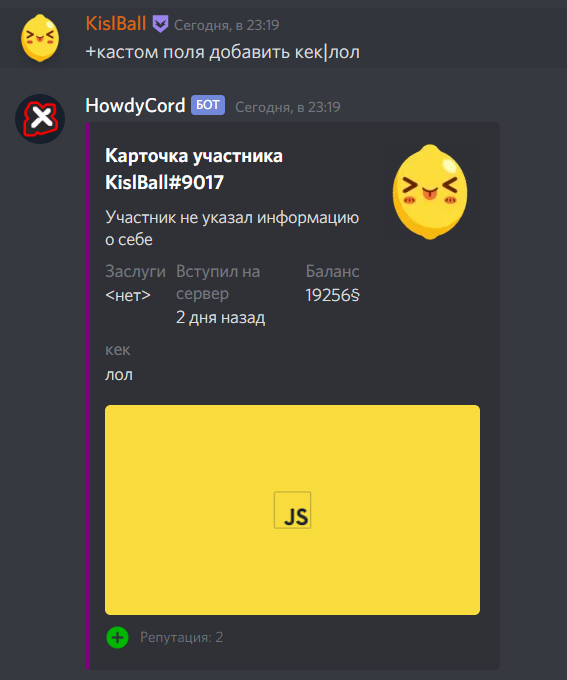 KislBall Сегодня, в 23:19
+кастом поля добавить кек|лол
HowdyCord БОТ Сегодня, в 23:19
Карточка участника
KislBall#9017
Участник не указал информацию
о себе
Заслуги Вступил на Баланс
<нет> сервер 19256§
2 дня назад
кек
лол
JS
Репутация: 2